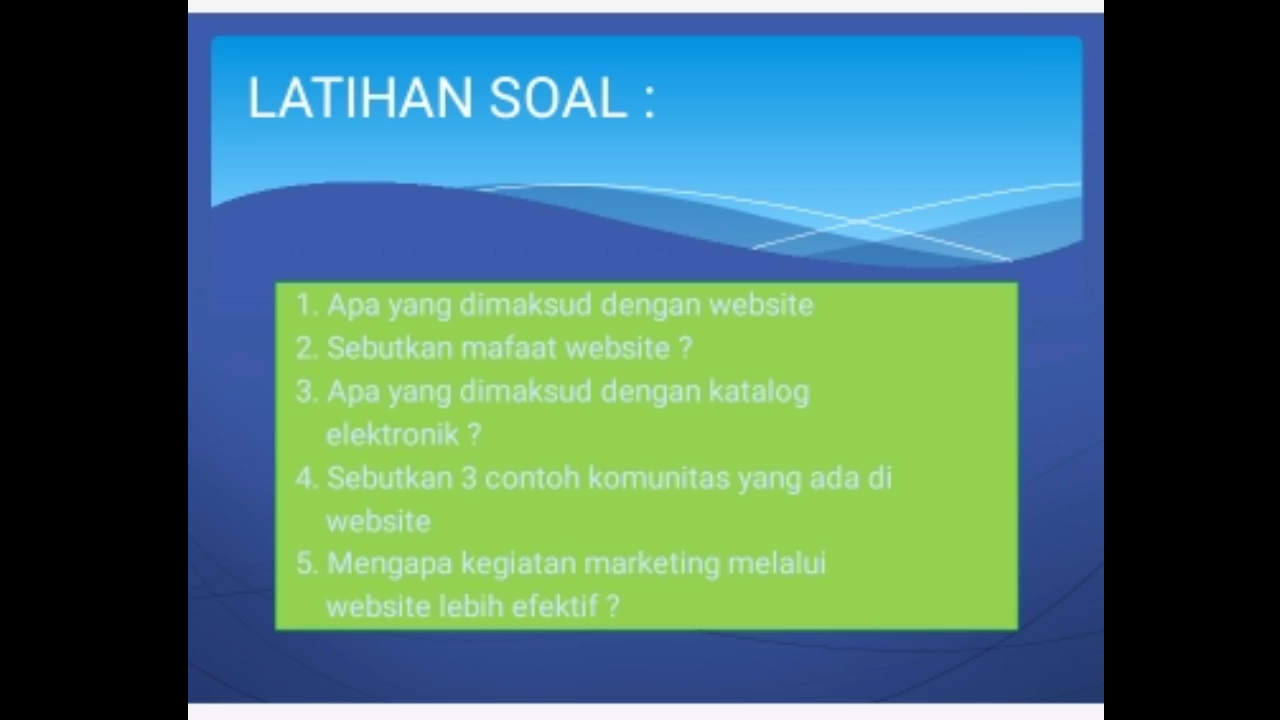 LATIHAN SOAL :
1. Apa yang dimaksud dengan website
2. Sebutkan mafaat website ?
3. Apa yang dimaksud dengan katalog
elektronik ?
4. Sebutkan 3 contoh komunitas yang ada di
website
5. Mengapa kegiatan marketing melalui
website lebih efektif ?